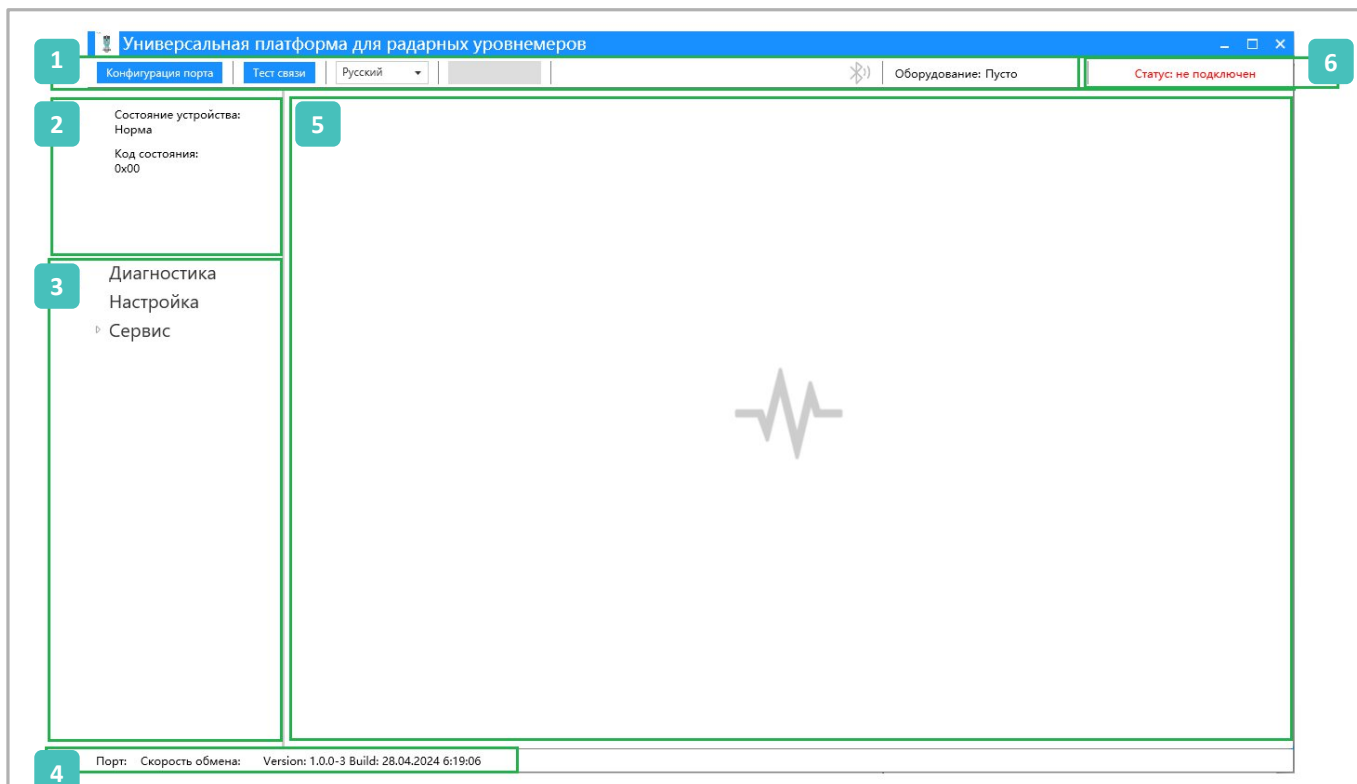 Универсальная платформа для радарных уровнемеров
1
Конфигурация порта Тест связи Русский Оборудование: Пусто Статус: не подключен
6
2
Состояние устройства:
Норма
Код состояния:
0x00
5
3
Диагностика
Настройка
Сервис
4
Порт: Скорость обмена: Version: 1.0.0-3 Build: 28.04.2024 6:19:06